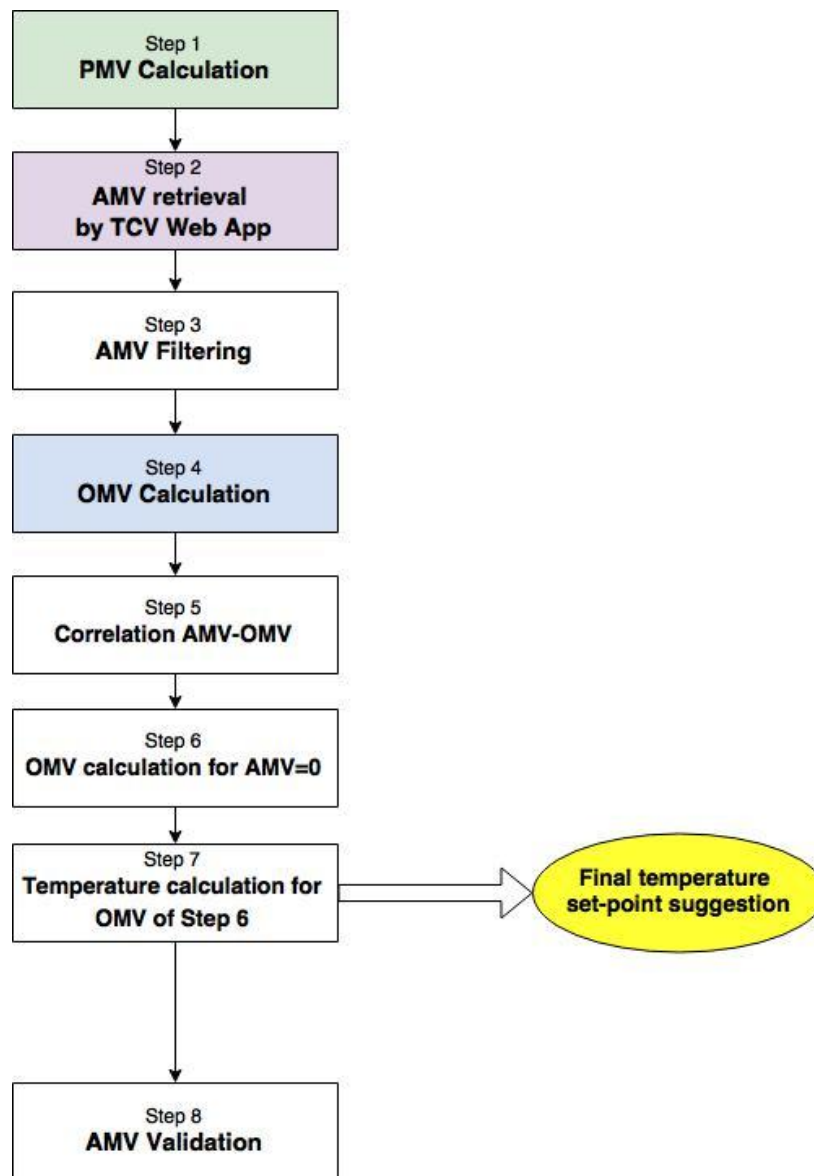 Step 1
PMV Calculation
Step 2
AMV retrieval
by TCV Web App
Step 3
AMV Filtering
Step 4
OMV Calculation
Step 5
Correlation AMV-OMV
Step 6
OMV calculation for AMV=0
Step 7
Temperature calculation for
OMV of Step 6
Final temperature
set-point suggestion
Step 8
AMV Validation